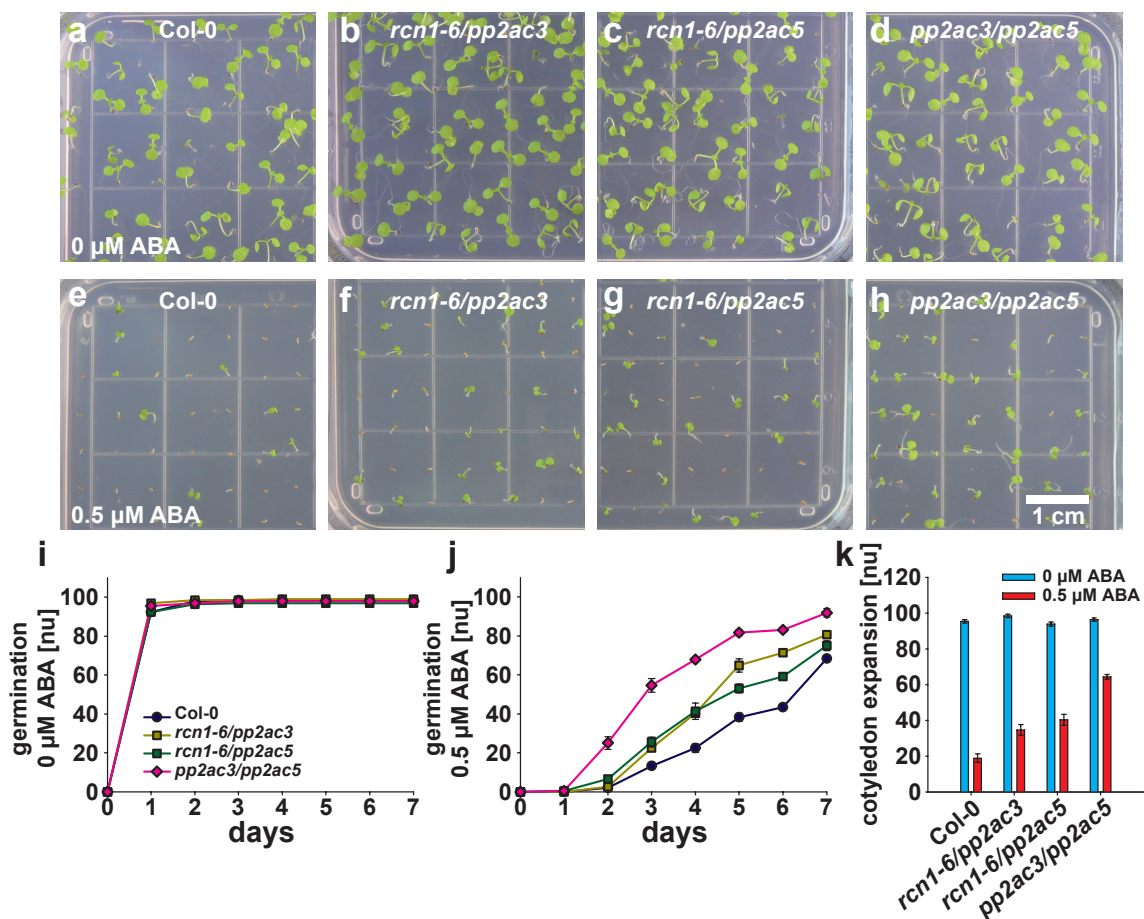 a Col-0
b rcn1-6/pp2ac3
c rcn1-6/pp2ac5
d pp2ac3/pp2ac5
0 µM ABA
e Col-0
f rcn1-6/pp2ac3
g rcn1-6/pp2ac5
h pp2ac3/pp2ac5
0.5 µM ABA
1 cm
i
germination
0 µM ABA [nu]
100
80
60
40
20
0
Col-0
rcn1-6/pp2ac3
rcn1-6/pp2ac5
pp2ac3/pp2ac5
0 1 2 3 4 5 6 7
days
j
germination
0.5 µM ABA [nu]
100
80
60
40
20
0
0 1 2 3 4 5 6 7
days
k
cotyledon expansion [nu]
0 µM ABA
0.5 µM ABA
120
100
80
60
40
20
0
Col-0
rcn1-6/pp2ac3
rcn1-6/pp2ac5
pp2ac3/pp2ac5